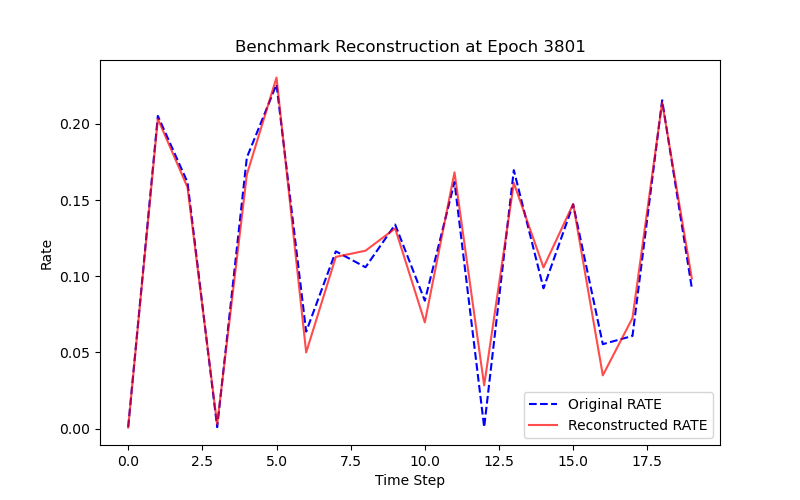 Benchmark Reconstruction at Epoch 3801
Rate
0.20
0.15
0.10
0.05
0.00
Original RATE
Reconstructed RATE
0.0 2.5 5.0 7.5 10.0 12.5 15.0 17.5
Time Step